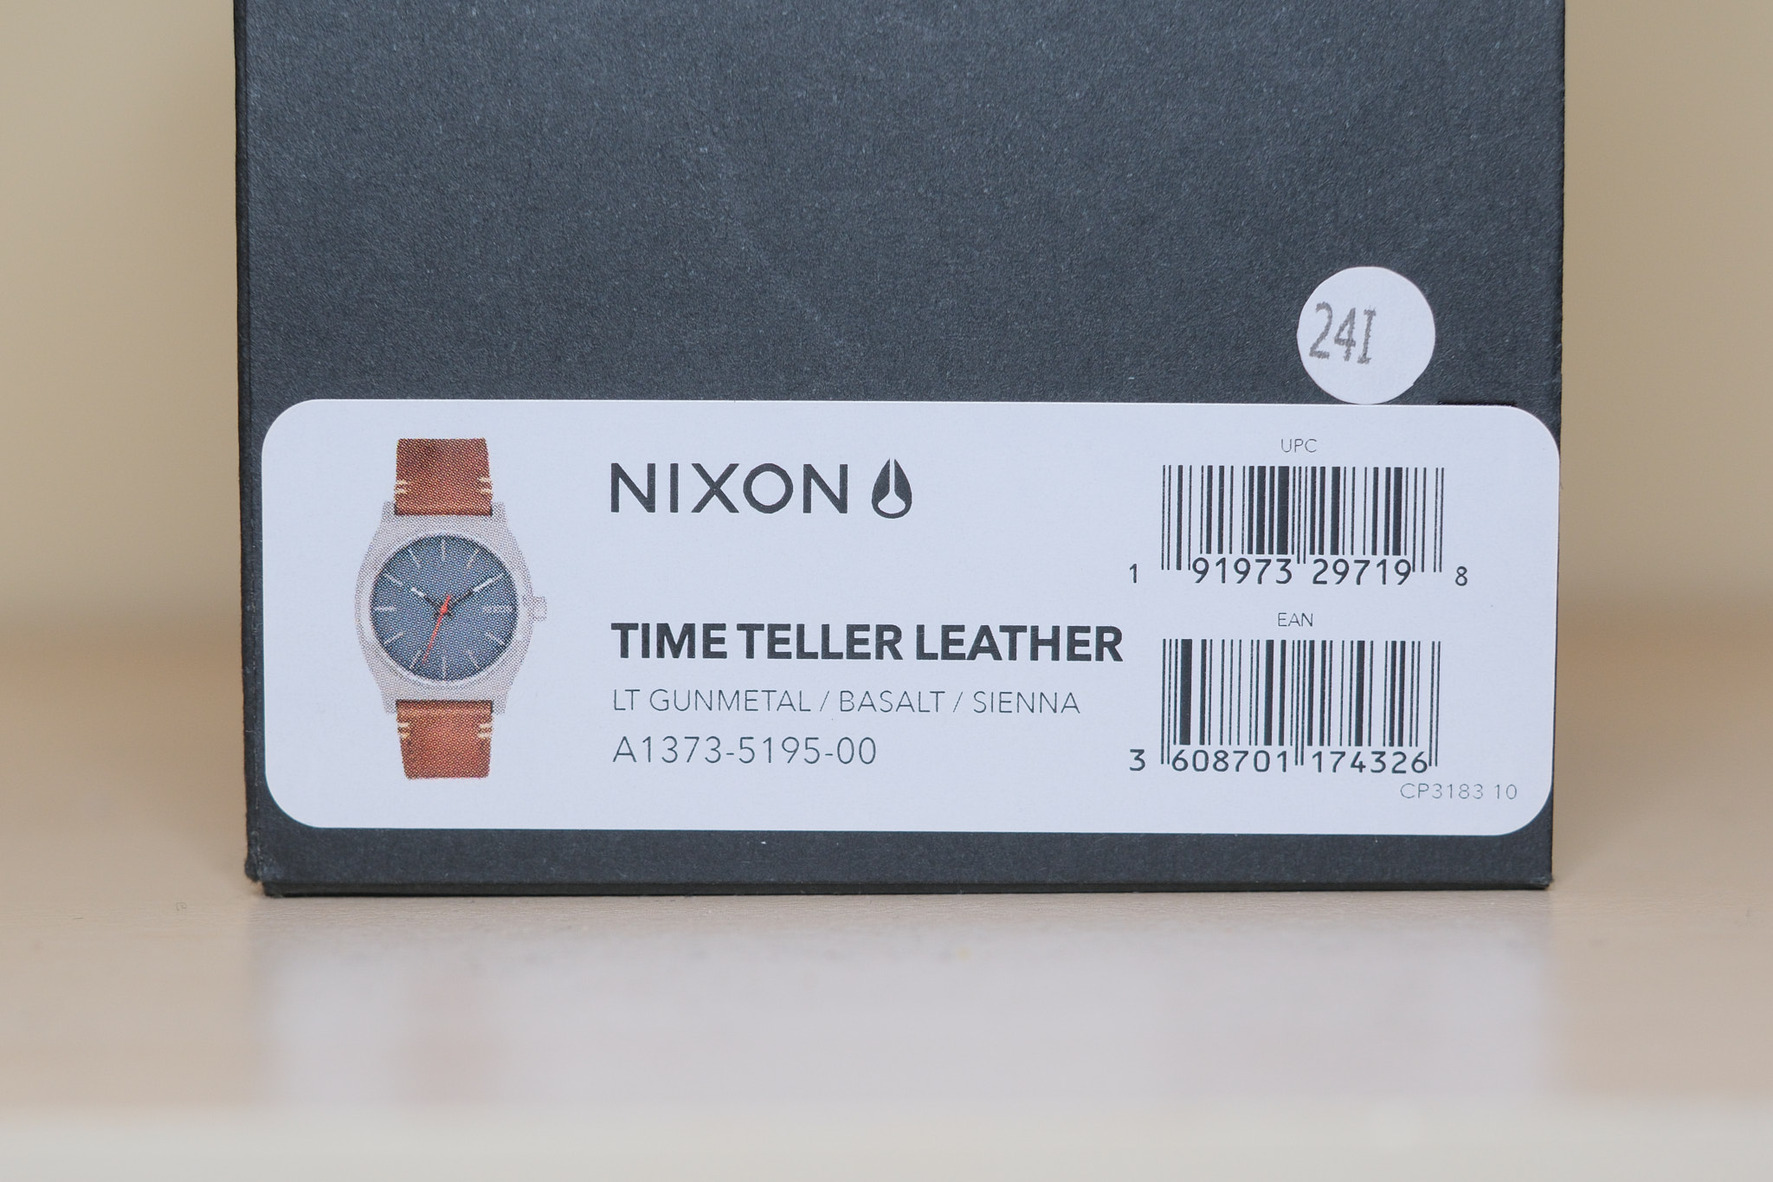 24I
NIXON
TIME TELLER LEATHER
LT GUNMETAL / BASALT / SIENNA
A1373-5195-00
UPC
1 91973 29719 8
EAN
3 608701 174326
CP3183 10